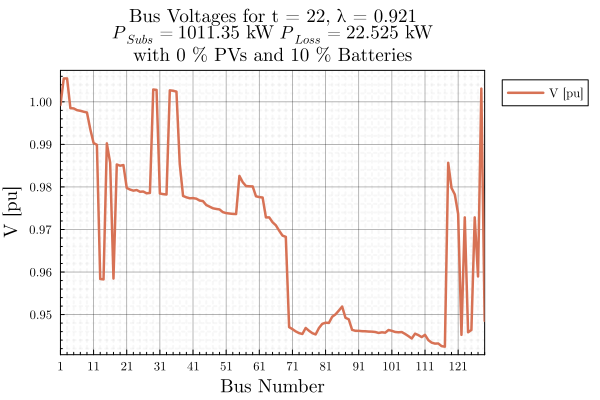 Bus Voltages for t = 22, λ = 0.921
P_Subs = 1011.35 kW P_Loss = 22.525 kW
with 0 % PVs and 10 % Batteries
V [pu]
1.00
0.99
0.98
0.97
0.96
0.95
V [pu]
1 11 21 31 41 51 61 71 81 91 101 111 121
Bus Number